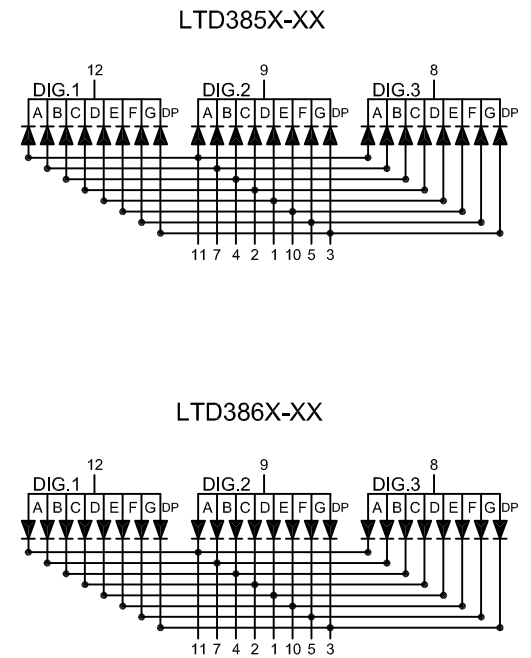 LTD385X-XX
12 9 8
DIG.1 DIG.2 DIG.3
A B C D E F G DP A B C D E F G DP A B C D E F G DP
11 7 4 2 1 10 5 3
LTD386X-XX
12 9 8
DIG.1 DIG.2 DIG.3
A B C D E F G DP A B C D E F G DP A B C D E F G DP
11 7 4 2 1 10 5 3